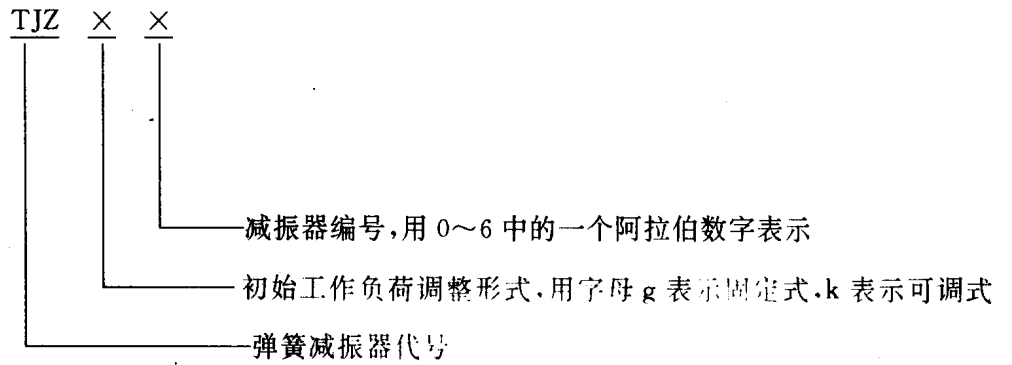 TJZ × ×
减振器编号,用 0～6 中的一个阿拉伯数字表示
初始工作负荷调整形式,用字母 g 表示固定式,k 表示可调式
弹簧减振器代号